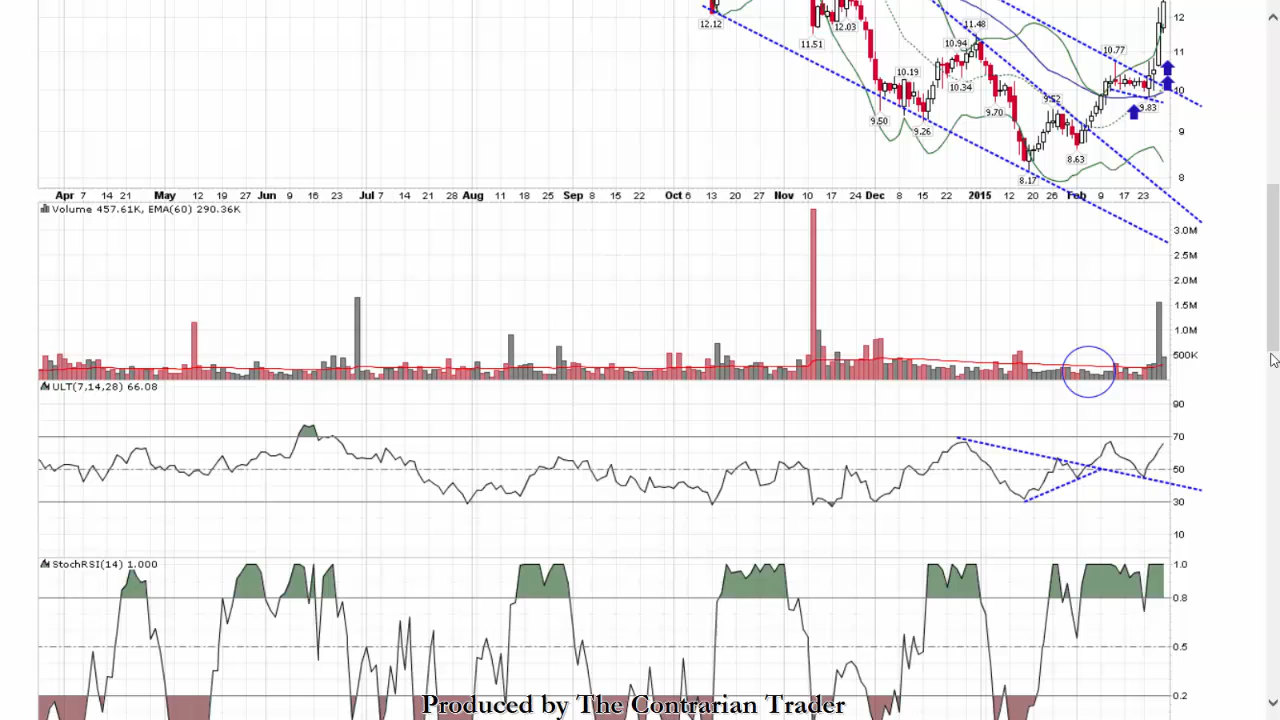 12
12.12
12.03
11.48
11.51
10.94
10.77
11
10.19
10.34
10
9.50
9.26
9.70
9.52
9.83
9
8.63
8.17
8
Apr 7 14 21 May 12 19 27 Jun 9 16 23 Jul 7 14 21 Aug 11 18 25 Sep 8 15 22 Oct 6 13 20 27 Nov 10 17 24 Dec 8 15 22 2015 12 20 26 Feb 9 17 23
Volume 457.61K, EMA(60) 290.36K
3.0M
2.5M
2.0M
1.5M
1.0M
500K
ULT(7,14,28) 66.08
90
70
50
30
10
StochRSI(14) 1.000
1.0
0.8
0.5
0.2
Produced by The Contrarian Trader